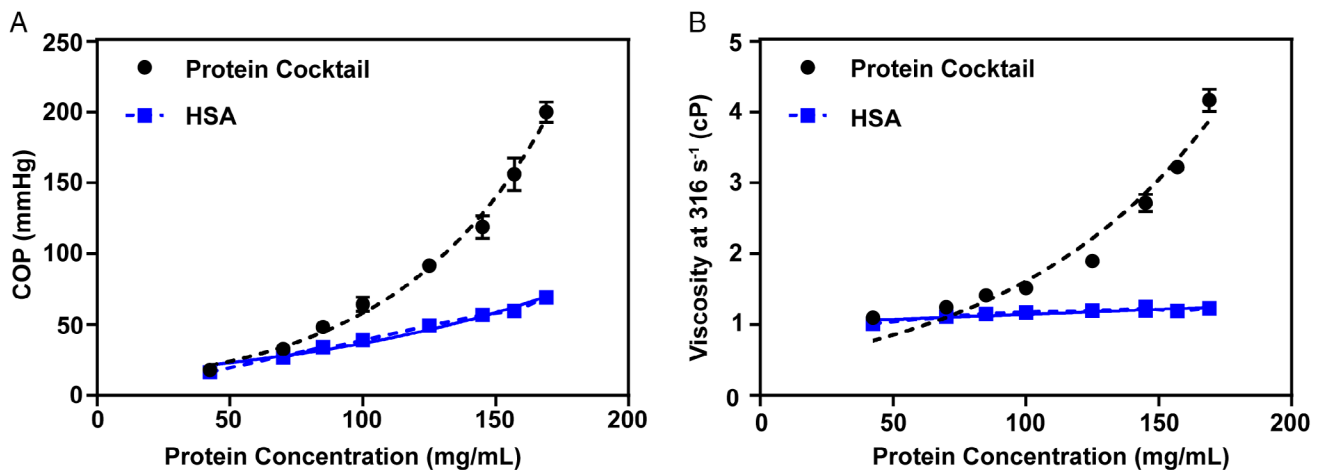 A
250
200
150
100
50
0
COP (mmHg)
Protein Cocktail
HSA
0 50 100 150 200
Protein Concentration (mg/mL)
B
5
4
3
2
1
0
Viscosity at 316 s⁻¹ (cP)
Protein Cocktail
HSA
0 50 100 150 200
Protein Concentration (mg/mL)